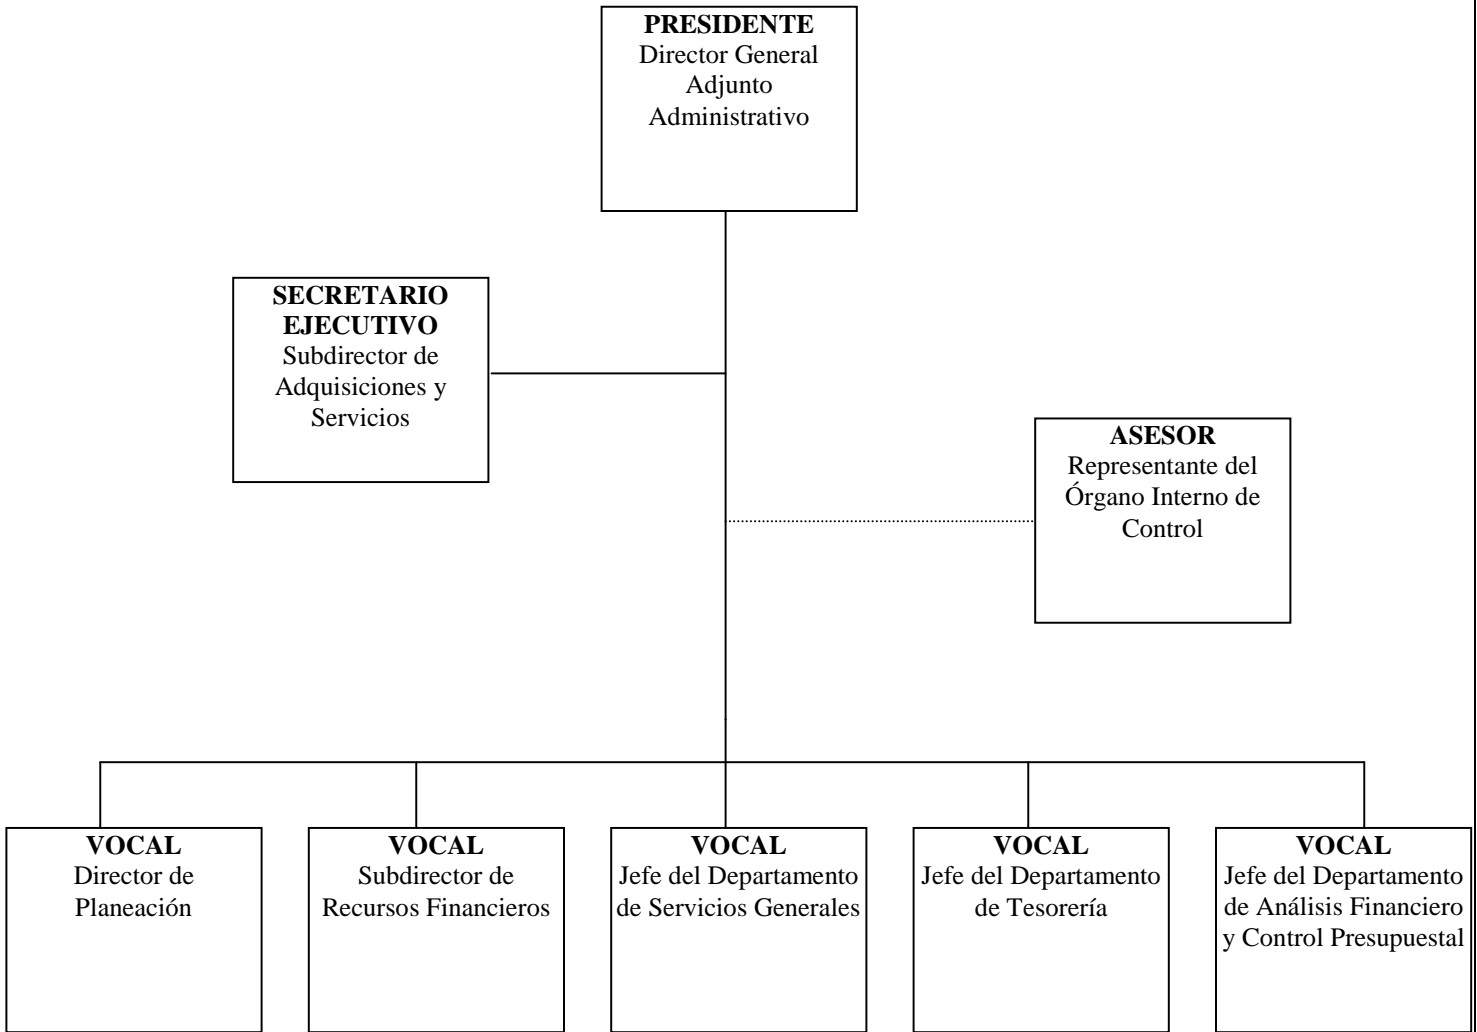 PRESIDENTE
Director General
Adjunto
Administrativo
SECRETARIO
EJECUTIVO
Subdirector de
Adquisiciones y
Servicios
ASESOR
Representante del
Órgano Interno de
Control
VOCAL
Director de
Planeación
VOCAL
Subdirector de
Recursos Financieros
VOCAL
Jefe del Departamento
de Servicios Generales
VOCAL
Jefe del Departamento
de Tesorería
VOCAL
Jefe del Departamento
de Análisis Financiero
y Control Presupuestal